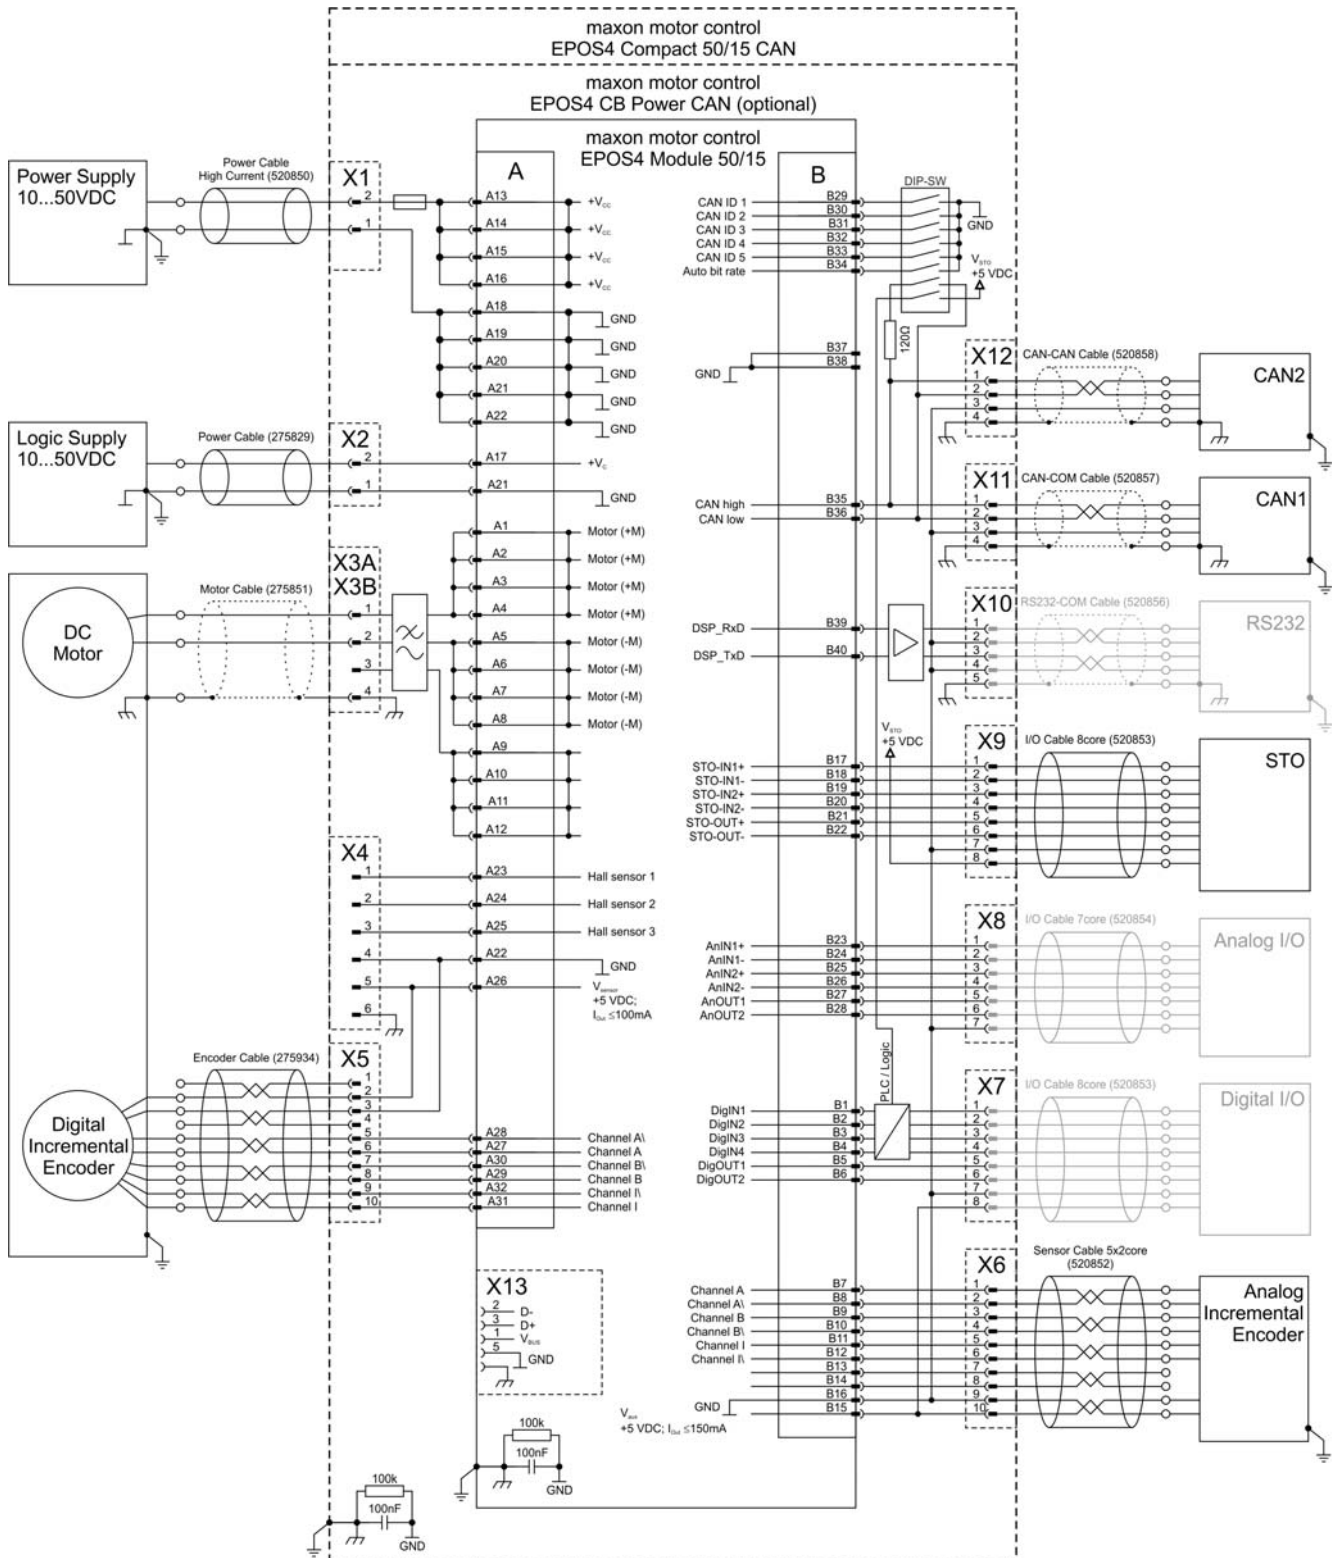 maxon motor control
EPOS4 Compact 50/15 CAN
maxon motor control
EPOS4 CB Power CAN (optional)
maxon motor control
EPOS4 Module 50/15
Power Supply
10...50VDC
Power Cable
High Current (520850)
X1
2
1
A
A13
+Vcc
A14
+Vcc
A15
+Vcc
A16
+Vcc
A18
GND
A19
GND
A20
GND
A21
GND
A22
GND
Logic Supply
10...50VDC
Power Cable (275829)
X2
2
1
A17
+Vc
A21
GND
DC
Motor
Motor Cable (275851)
X3A
X3B
1
2
3
4
A1
Motor (+M)
A2
Motor (+M)
A3
Motor (+M)
A4
Motor (+M)
A5
Motor (-M)
A6
Motor (-M)
A7
Motor (-M)
A8
Motor (-M)
A9
A10
A11
A12
X4
1
2
3
4
5
6
A23
Hall sensor 1
A24
Hall sensor 2
A25
Hall sensor 3
A22
GND
A26
Vsensor
+5 VDC;
IOut ≤100mA
Digital
Incremental
Encoder
Encoder Cable (275934)
X5
1
2
3
4
5
6
7
8
9
10
A28
Channel A\
A27
Channel A
A30
Channel B\
A29
Channel B
A32
Channel I\
A31
Channel I
X13
2
D-
3
D+
1
VBUS
5
GND
100k
100nF
GND
100k
100nF
GND
B
CAN ID 1
B29
CAN ID 2
B30
CAN ID 3
B31
CAN ID 4
B32
CAN ID 5
B33
Auto bit rate
B34
DIP-SW
GND
VSTO
+5 VDC
120Ω
B37
B38
GND
X12
1
2
3
4
CAN-CAN Cable (520858)
CAN2
CAN high
B35
CAN low
B36
X11
1
2
3
4
CAN-COM Cable (520857)
CAN1
DSP_RxD
B39
DSP_TxD
B40
X10
1
2
3
4
5
RS232-COM Cable (520856)
RS232
VSTO
+5 VDC
STO-IN1+
B17
STO-IN1-
B18
STO-IN2+
B19
STO-IN2-
B20
STO-OUT+
B21
STO-OUT-
B22
X9
1
2
3
4
5
6
7
8
I/O Cable 8core (520853)
STO
AnIN1+
B23
AnIN1-
B24
AnIN2+
B25
AnIN2-
B26
AnOUT1
B27
AnOUT2
B28
X8
1
2
3
4
5
6
7
I/O Cable 7core (520854)
Analog I/O
PLC / Logic
DigIN1
B1
DigIN2
B2
DigIN3
B3
DigIN4
B4
DigOUT1
B5
DigOUT2
B6
X7
1
2
3
4
5
6
7
8
I/O Cable 8core (520853)
Digital I/O
Channel A
B7
Channel A\
B8
Channel B
B9
Channel B\
B10
Channel I
B11
Channel I\
B12
B13
B14
GND
B16
B15
Vaux
+5 VDC; IOut ≤150mA
X6
1
2
3
4
5
6
7
8
9
10
Sensor Cable 5x2core
(520852)
Analog
Incremental
Encoder